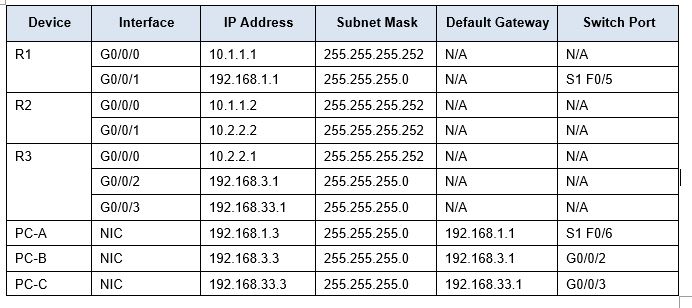 Device Interface IP Address Subnet Mask Default Gateway Switch Port
R1 G0/0/0 10.1.1.1 255.255.255.252 N/A N/A
G0/0/1 192.168.1.1 255.255.255.0 N/A S1 F0/5
R2 G0/0/0 10.1.1.2 255.255.255.252 N/A N/A
G0/0/1 10.2.2.2 255.255.255.252 N/A N/A
R3 G0/0/0 10.2.2.1 255.255.255.252 N/A N/A
G0/0/2 192.168.3.1 255.255.255.0 N/A N/A
G0/0/3 192.168.33.1 255.255.255.0 N/A N/A
PC-A NIC 192.168.1.3 255.255.255.0 192.168.1.1 S1 F0/6
PC-B NIC 192.168.3.3 255.255.255.0 192.168.3.1 G0/0/2
PC-C NIC 192.168.33.3 255.255.255.0 192.168.33.1 G0/0/3